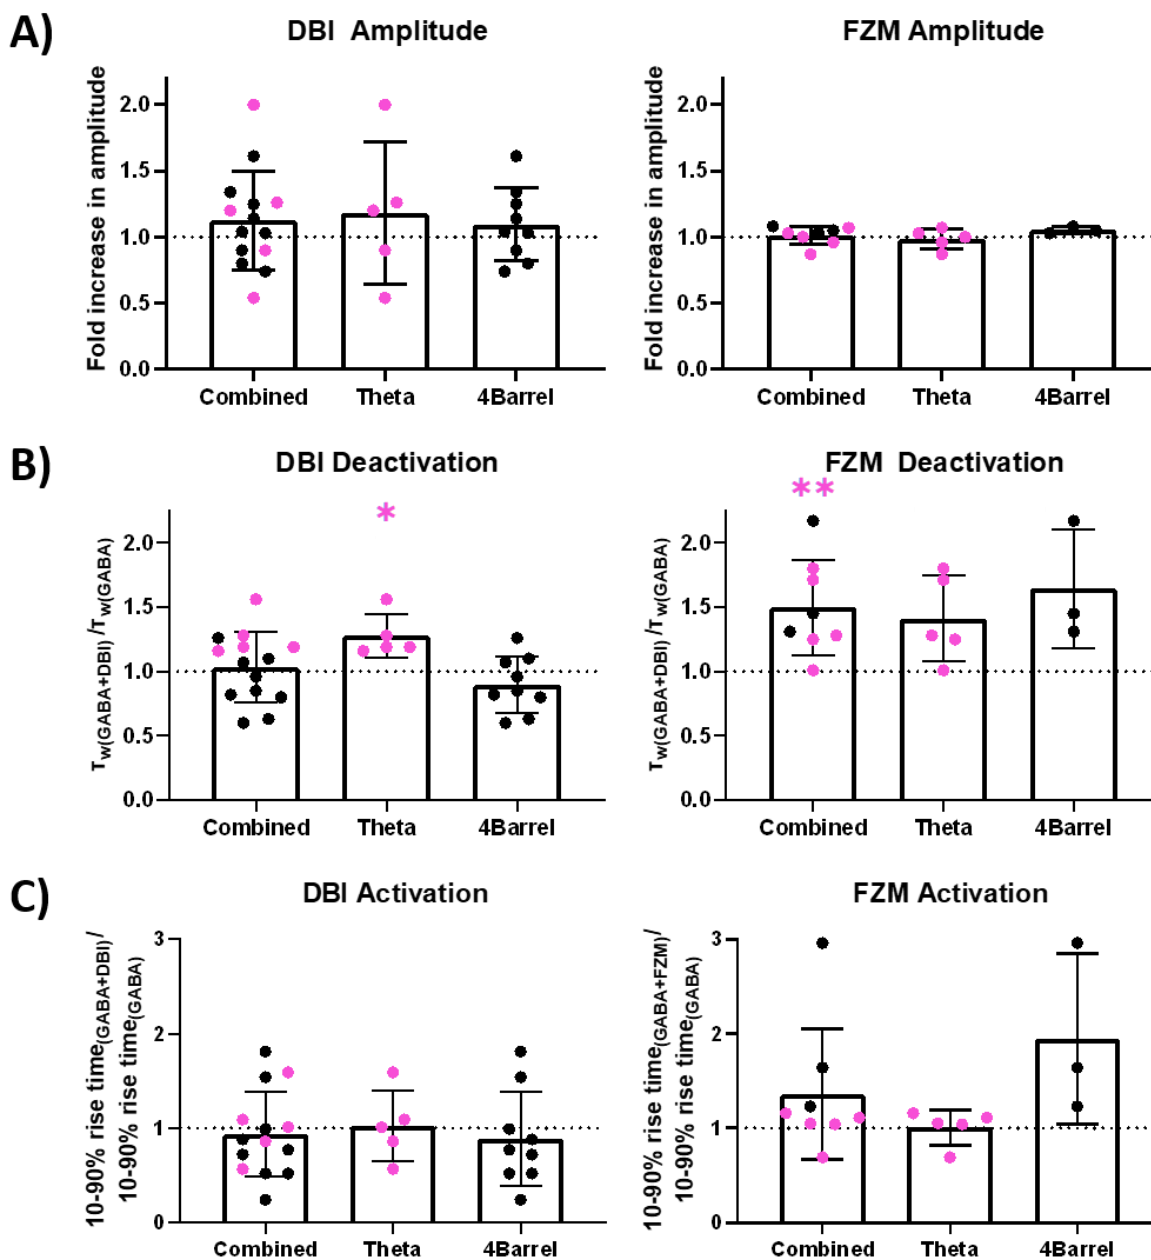 A)
DBI Amplitude
Fold increase in amplitude
2.0
1.5
1.0
0.5
0.0
Combined
Theta
4Barrel
FZM Amplitude
Fold increase in amplitude
2.0
1.5
1.0
0.5
0.0
Combined
Theta
4Barrel
B)
DBI Deactivation
*
τw(GABA+DBI)/τw(GABA)
2.0
1.5
1.0
0.5
0.0
Combined
Theta
4Barrel
FZM Deactivation
**
τw(GABA+DBI)/τw(GABA)
2.0
1.5
1.0
0.5
0.0
Combined
Theta
4Barrel
C)
DBI Activation
10-90% rise time(GABA+DBI)/
10-90% rise time(GABA)
3
2
1
0
Combined
Theta
4Barrel
FZM Activation
10-90% rise time(GABA+FZM)/
10-90% rise time(GABA)
3
2
1
0
Combined
Theta
4Barrel